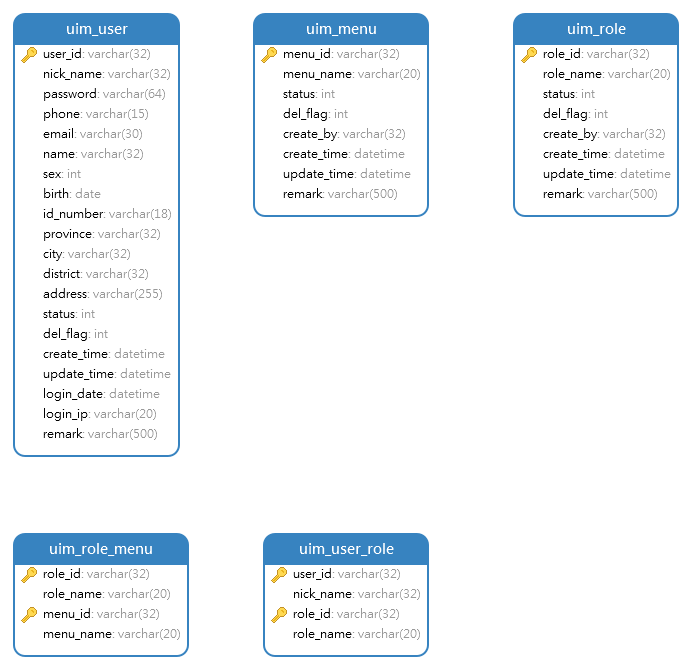 uim_user
user_id: varchar(32)
nick_name: varchar(32)
password: varchar(64)
phone: varchar(15)
email: varchar(30)
name: varchar(32)
sex: int
birth: date
id_number: varchar(18)
province: varchar(32)
city: varchar(32)
district: varchar(32)
address: varchar(255)
status: int
del_flag: int
create_time: datetime
update_time: datetime
login_date: datetime
login_ip: varchar(20)
remark: varchar(500)
uim_menu
menu_id: varchar(32)
menu_name: varchar(20)
status: int
del_flag: int
create_by: varchar(32)
create_time: datetime
update_time: datetime
remark: varchar(500)
uim_role
role_id: varchar(32)
role_name: varchar(20)
status: int
del_flag: int
create_by: varchar(32)
create_time: datetime
update_time: datetime
remark: varchar(500)
uim_role_menu
role_id: varchar(32)
role_name: varchar(20)
menu_id: varchar(32)
menu_name: varchar(20)
uim_user_role
user_id: varchar(32)
nick_name: varchar(32)
role_id: varchar(32)
role_name: varchar(20)